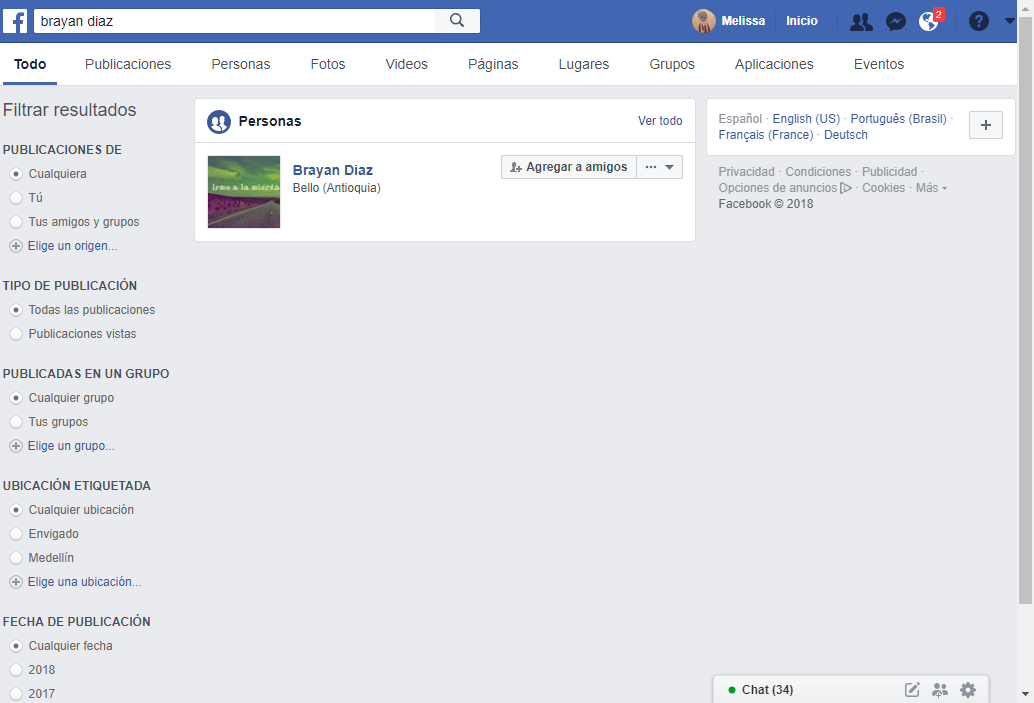 brayan diaz
Melissa
Inicio
2
Todo
Publicaciones
Personas
Fotos
Videos
Páginas
Lugares
Grupos
Aplicaciones
Eventos
Filtrar resultados
PUBLICACIONES DE
Cualquiera
Tú
Tus amigos y grupos
Elige un origen...
TIPO DE PUBLICACIÓN
Todas las publicaciones
Publicaciones vistas
PUBLICADAS EN UN GRUPO
Cualquier grupo
Tus grupos
Elige un grupo...
UBICACIÓN ETIQUETADA
Cualquier ubicación
Envigado
Medellín
Elige una ubicación...
FECHA DE PUBLICACIÓN
Cualquier fecha
2018
2017
Personas
Ver todo
irme a la mierda
Brayan Diaz
Bello (Antioquia)
Agregar a amigos
Español · English (US) · Português (Brasil) ·
Français (France) · Deutsch
Privacidad · Condiciones · Publicidad ·
Opciones de anuncios · Cookies · Más
Facebook © 2018
Chat (34)